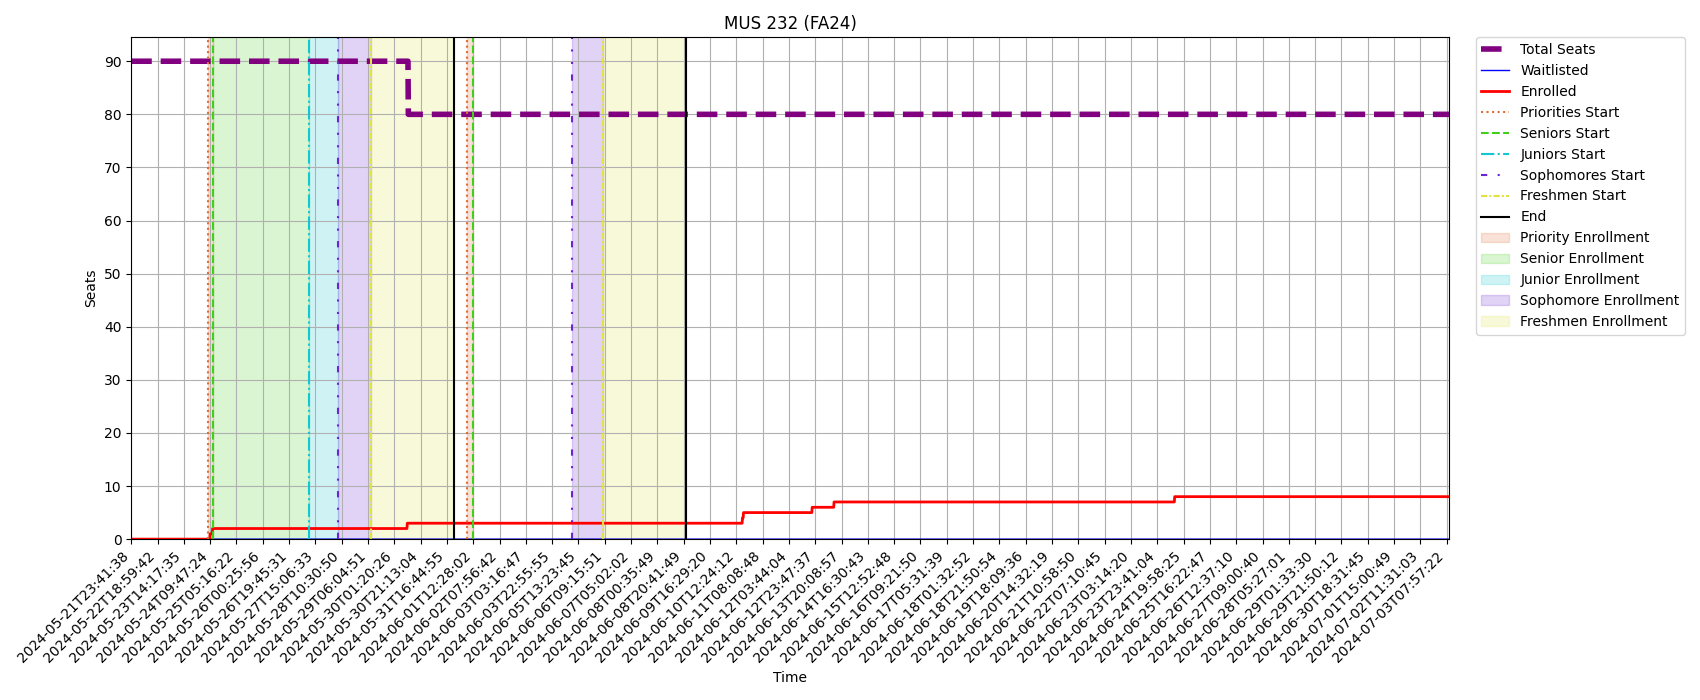 MUS 232 (FA24)
Seats
90
80
70
60
50
40
30
20
10
0
2024-05-21T23:41:38
2024-05-22T18:59:42
2024-05-23T14:17:35
2024-05-24T09:47:24
2024-05-25T05:16:22
2024-05-26T00:25:56
2024-05-26T19:45:31
2024-05-27T15:06:33
2024-05-28T10:30:50
2024-05-29T06:04:51
2024-05-30T01:20:26
2024-05-30T21:13:04
2024-05-31T16:44:55
2024-06-01T12:28:02
2024-06-02T07:56:42
2024-06-03T03:16:47
2024-06-03T22:55:55
2024-06-05T13:23:45
2024-06-06T09:15:51
2024-06-07T05:02:02
2024-06-08T00:35:49
2024-06-08T20:41:49
2024-06-09T16:29:20
2024-06-10T12:24:12
2024-06-11T08:08:48
2024-06-12T03:44:04
2024-06-12T23:47:37
2024-06-13T20:08:57
2024-06-14T16:30:43
2024-06-15T12:52:48
2024-06-16T09:21:50
2024-06-17T05:31:39
2024-06-18T01:32:52
2024-06-18T21:50:54
2024-06-19T18:09:36
2024-06-20T14:32:19
2024-06-21T10:58:50
2024-06-22T07:10:45
2024-06-23T03:14:20
2024-06-23T23:41:04
2024-06-24T19:58:25
2024-06-25T16:22:47
2024-06-26T12:37:10
2024-06-27T09:00:40
2024-06-28T05:27:01
2024-06-29T01:33:30
2024-06-29T21:50:12
2024-06-30T18:31:45
2024-07-01T15:00:49
2024-07-02T11:31:03
2024-07-03T07:57:22
Time
Total Seats
Waitlisted
Enrolled
Priorities Start
Seniors Start
Juniors Start
Sophomores Start
Freshmen Start
End
Priority Enrollment
Senior Enrollment
Junior Enrollment
Sophomore Enrollment
Freshmen Enrollment